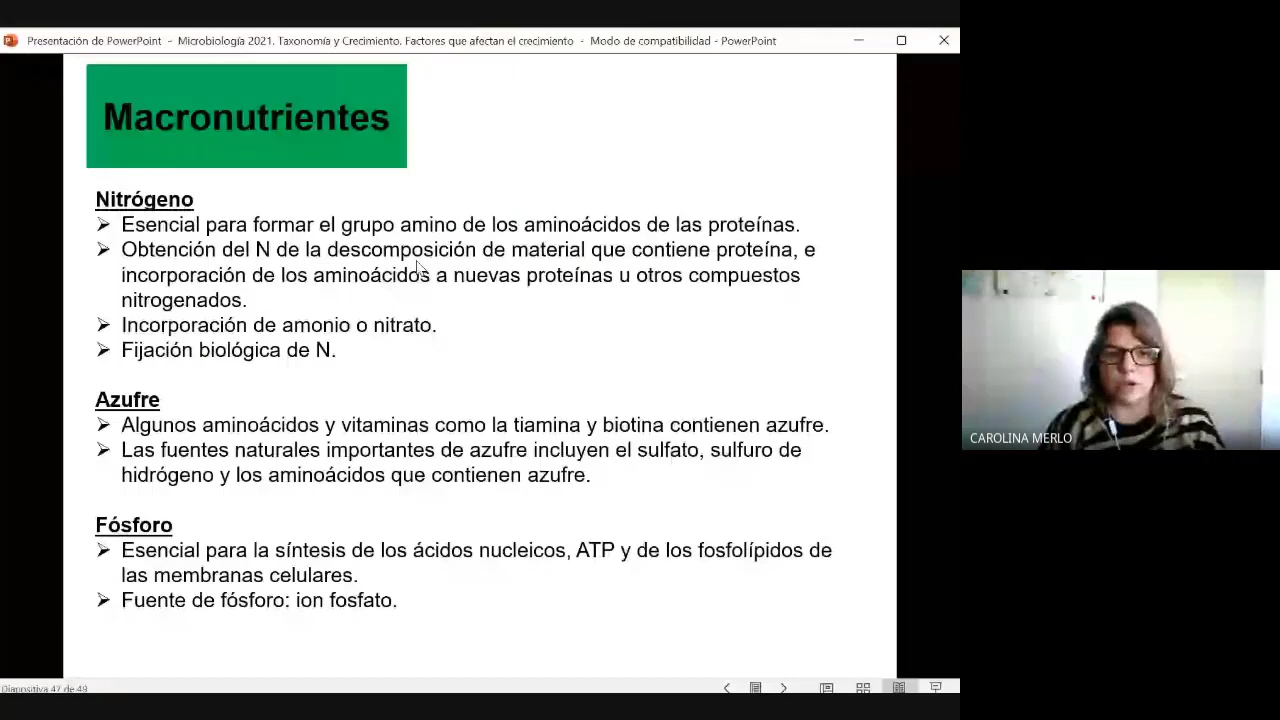 Presentación de PowerPoint - Microbiología 2021. Taxonomía y Crecimiento. Factores que afectan el crecimiento - Modo de compatibilidad - PowerPoint
Macronutrientes
Nitrógeno
Esencial para formar el grupo amino de los aminoácidos de las proteínas.
Obtención del N de la descomposición de material que contiene proteína, e
incorporación de los aminoácidos a nuevas proteínas u otros compuestos
nitrogenados.
Incorporación de amonio o nitrato.
Fijación biológica de N.
Azufre
Algunos aminoácidos y vitaminas como la tiamina y biotina contienen azufre.
Las fuentes naturales importantes de azufre incluyen el sulfato, sulfuro de
hidrógeno y los aminoácidos que contienen azufre.
Fósforo
Esencial para la síntesis de los ácidos nucleicos, ATP y de los fosfolípidos de
las membranas celulares.
Fuente de fósforo: ion fosfato.
Diapositiva 47 de 49
CAROLINA MERLO